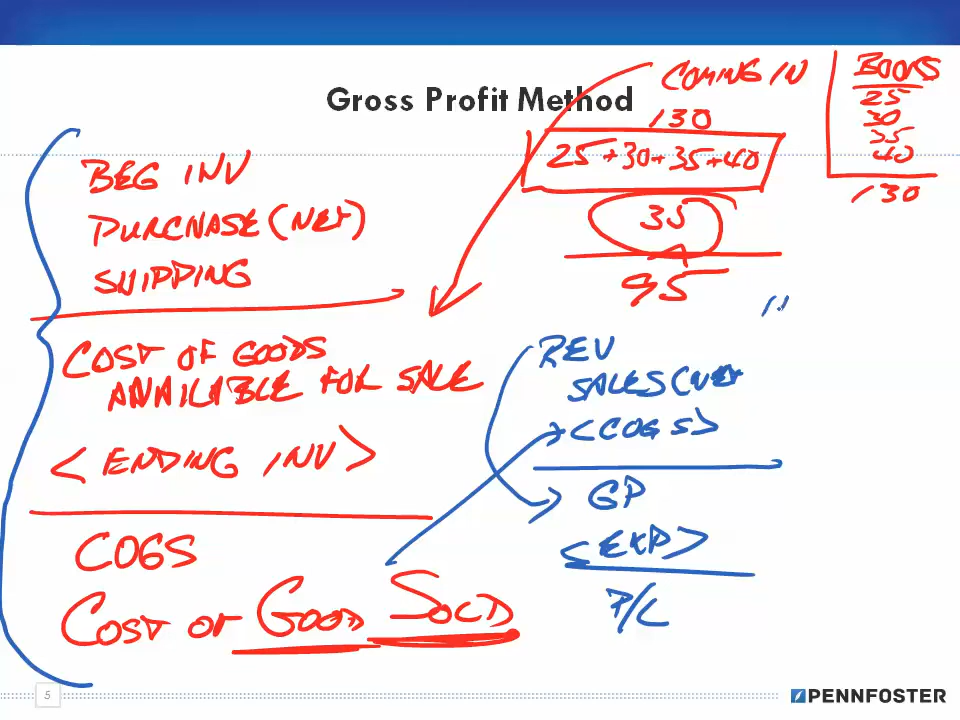 Gross Profit Method
BEG INV
PURCHASE (NET)
SHIPPING
COST OF GOODS
AVAILABLE FOR SALE
< ENDING INV >
COGS
COST OF GOOD SOLD
COMING IN
130
25+30+35+40
35
95
BOOKS
25
30
35
40
130
REV
SALES (NET
<COGS>
GP
<EXP>
P/L
5
PENNFOSTER